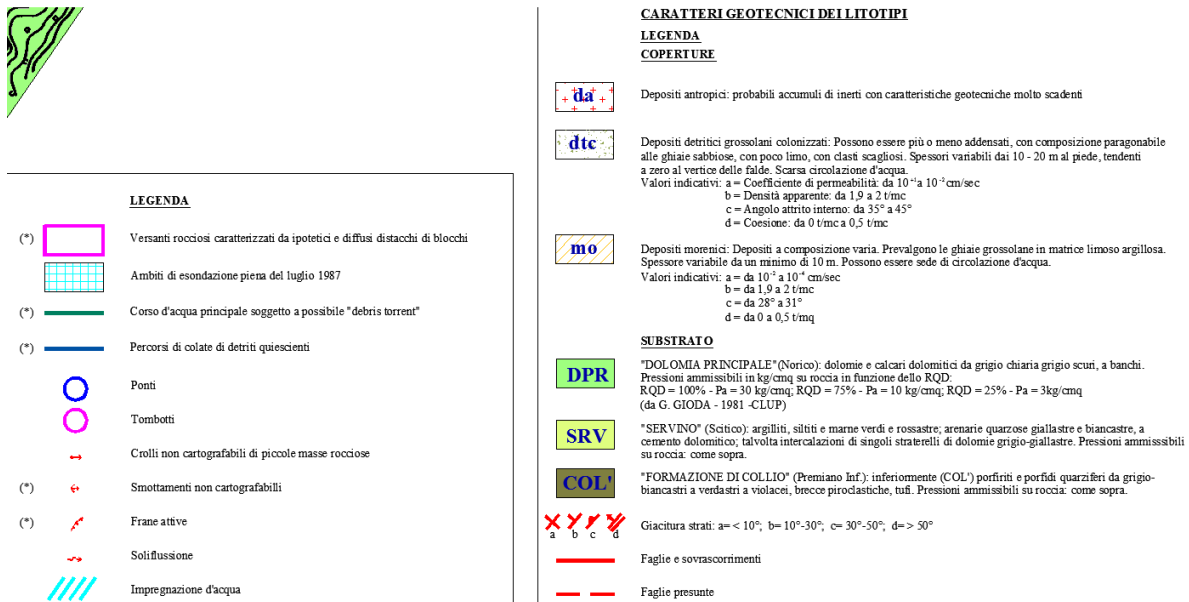 LEGENDA
(*) Versanti rocciosi caratterizzati da ipotetici e diffusi distacchi di blocchi
Ambiti di esondazione piena del luglio 1987
(*) Corso d'acqua principale soggetto a possibile "debris torrent"
(*) Percorsi di colate di detriti quiescienti
Ponti
Tombotti
Crolli non cartografabili di piccole masse rocciose
(*) Smottamenti non cartografabilli
(*) Frane attive
Soliflussione
Impregnazione d'acqua
CARATTERI GEOTECNICI DEI LITOTIPI
LEGENDA
COPERTURE
da Depositi antropici: probabili accumuli di inerti con caratteristiche geotecniche molto scadenti
dtc Depositi detritici grossolani colonizzati: Possono essere più o meno addensati, con composizione paragonabile
alle ghiaie sabbiose, con poco limo, con clasti scagliosi. Spessori variabili dai 10 - 20 m al piede, tendenti
a zero al vertice delle falde. Scarsa circolazione d'acqua.
Valori indicativi: a = Coefficiente di permeabilità: da 10⁺¹a 10⁻²cm/sec
b = Densità apparente: da 1,9 a 2 t/mc
c = Angolo attrito interno: da 35° a 45°
d = Coesione: da 0 t/mc a 0,5 t/mc
mo Depositi morenici: Depositi a composizione varia. Prevalgono le ghiaie grossolane in matrice limoso argillosa.
Spessore variabile da un minimo di 10 m. Possono essere sede di circolazione d'acqua.
Valori indicativi: a = da 10⁻² a 10⁻⁴ cm/sec
b = da 1,9 a 2 t/mc
c = da 28° a 31°
d = da 0 a 0,5 t/mq
SUBSTRATO
DPR "DOLOMIA PRINCIPALE"(Norico): dolomie e calcari dolomitici da grigio chiaria grigio scuri, a banchi.
Pressioni ammissibili in kg/cmq su roccia in funzione dello RQD:
RQD = 100% - Pa = 30 kg/cmq; RQD = 75% - Pa = 10 kg/cmq; RQD = 25% - Pa = 3kg/cmq
(da G. GIODA - 1981 -CLUP)
SRV "SERVINO" (Scitico): argilliti, siltiti e marne verdi e rossastre; arenarie quarzose giallastre e biancastre, a
cemento dolomitico; talvolta intercalazioni di singoli straterelli di dolomie grigio-giallastre. Pressioni ammisssibili
su roccia: come sopra.
COL' "FORMAZIONE DI COLLIO" (Premiano Inf.): inferiormente (COL') porfiriti e porfidi quarziferi da grigio-
biancastri a verdastri a violacei, brecce piroclastiche, tufi. Pressioni ammissibili su roccia: come sopra.
a b c d Giacitura strati: a= < 10°; b= 10°-30°; c= 30°-50°; d= > 50°
Faglie e sovrascorrimenti
Faglie presunte